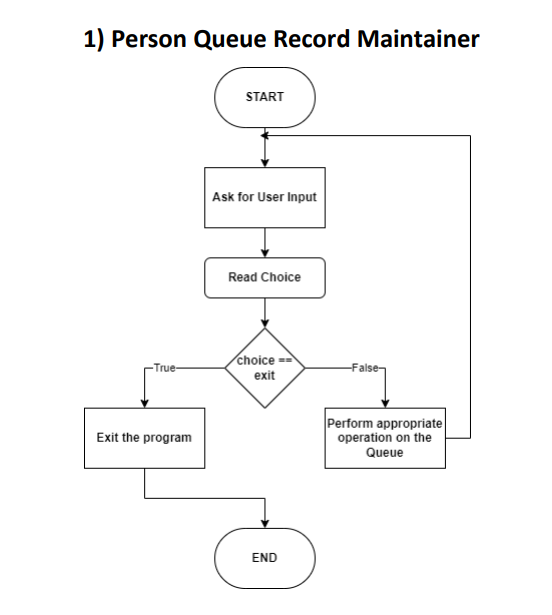 1) Person Queue Record Maintainer
START
Ask for User Input
Read Choice
choice ==
exit
True
False
Exit the program
Perform appropriate
operation on the
Queue
END